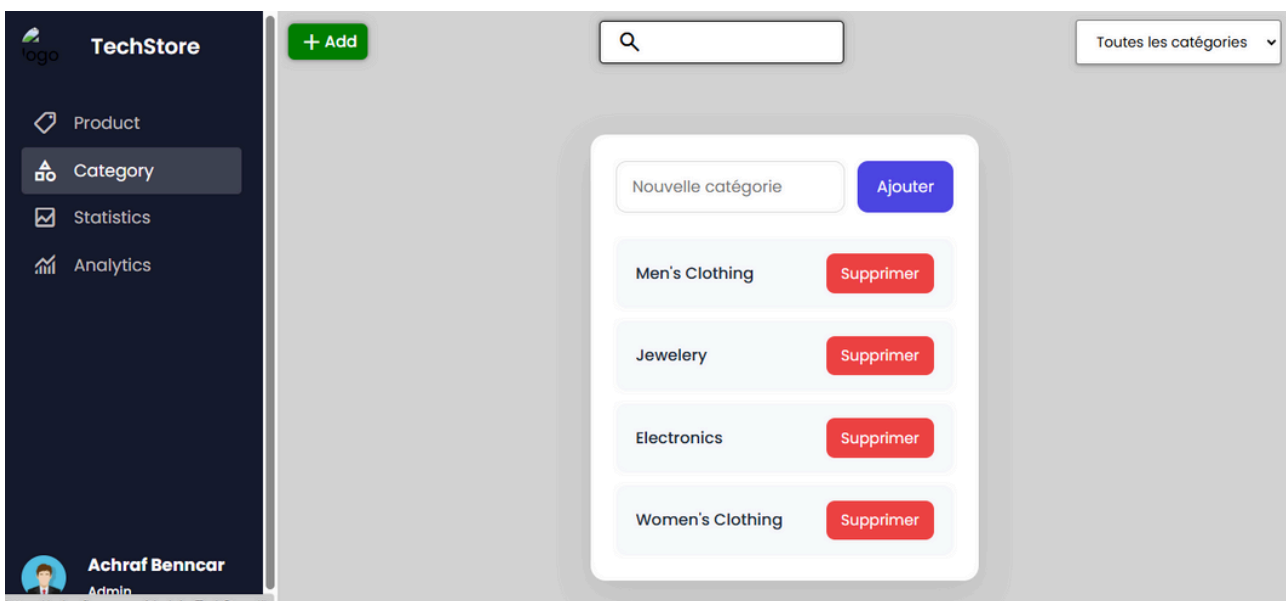 logo
TechStore
+ Add
Toutes les catégories
Product
Category
Statistics
Analytics
Nouvelle catégorie
Ajouter
Men's Clothing
Supprimer
Jewelery
Supprimer
Electronics
Supprimer
Women's Clothing
Supprimer
Achraf Benncar
Admin